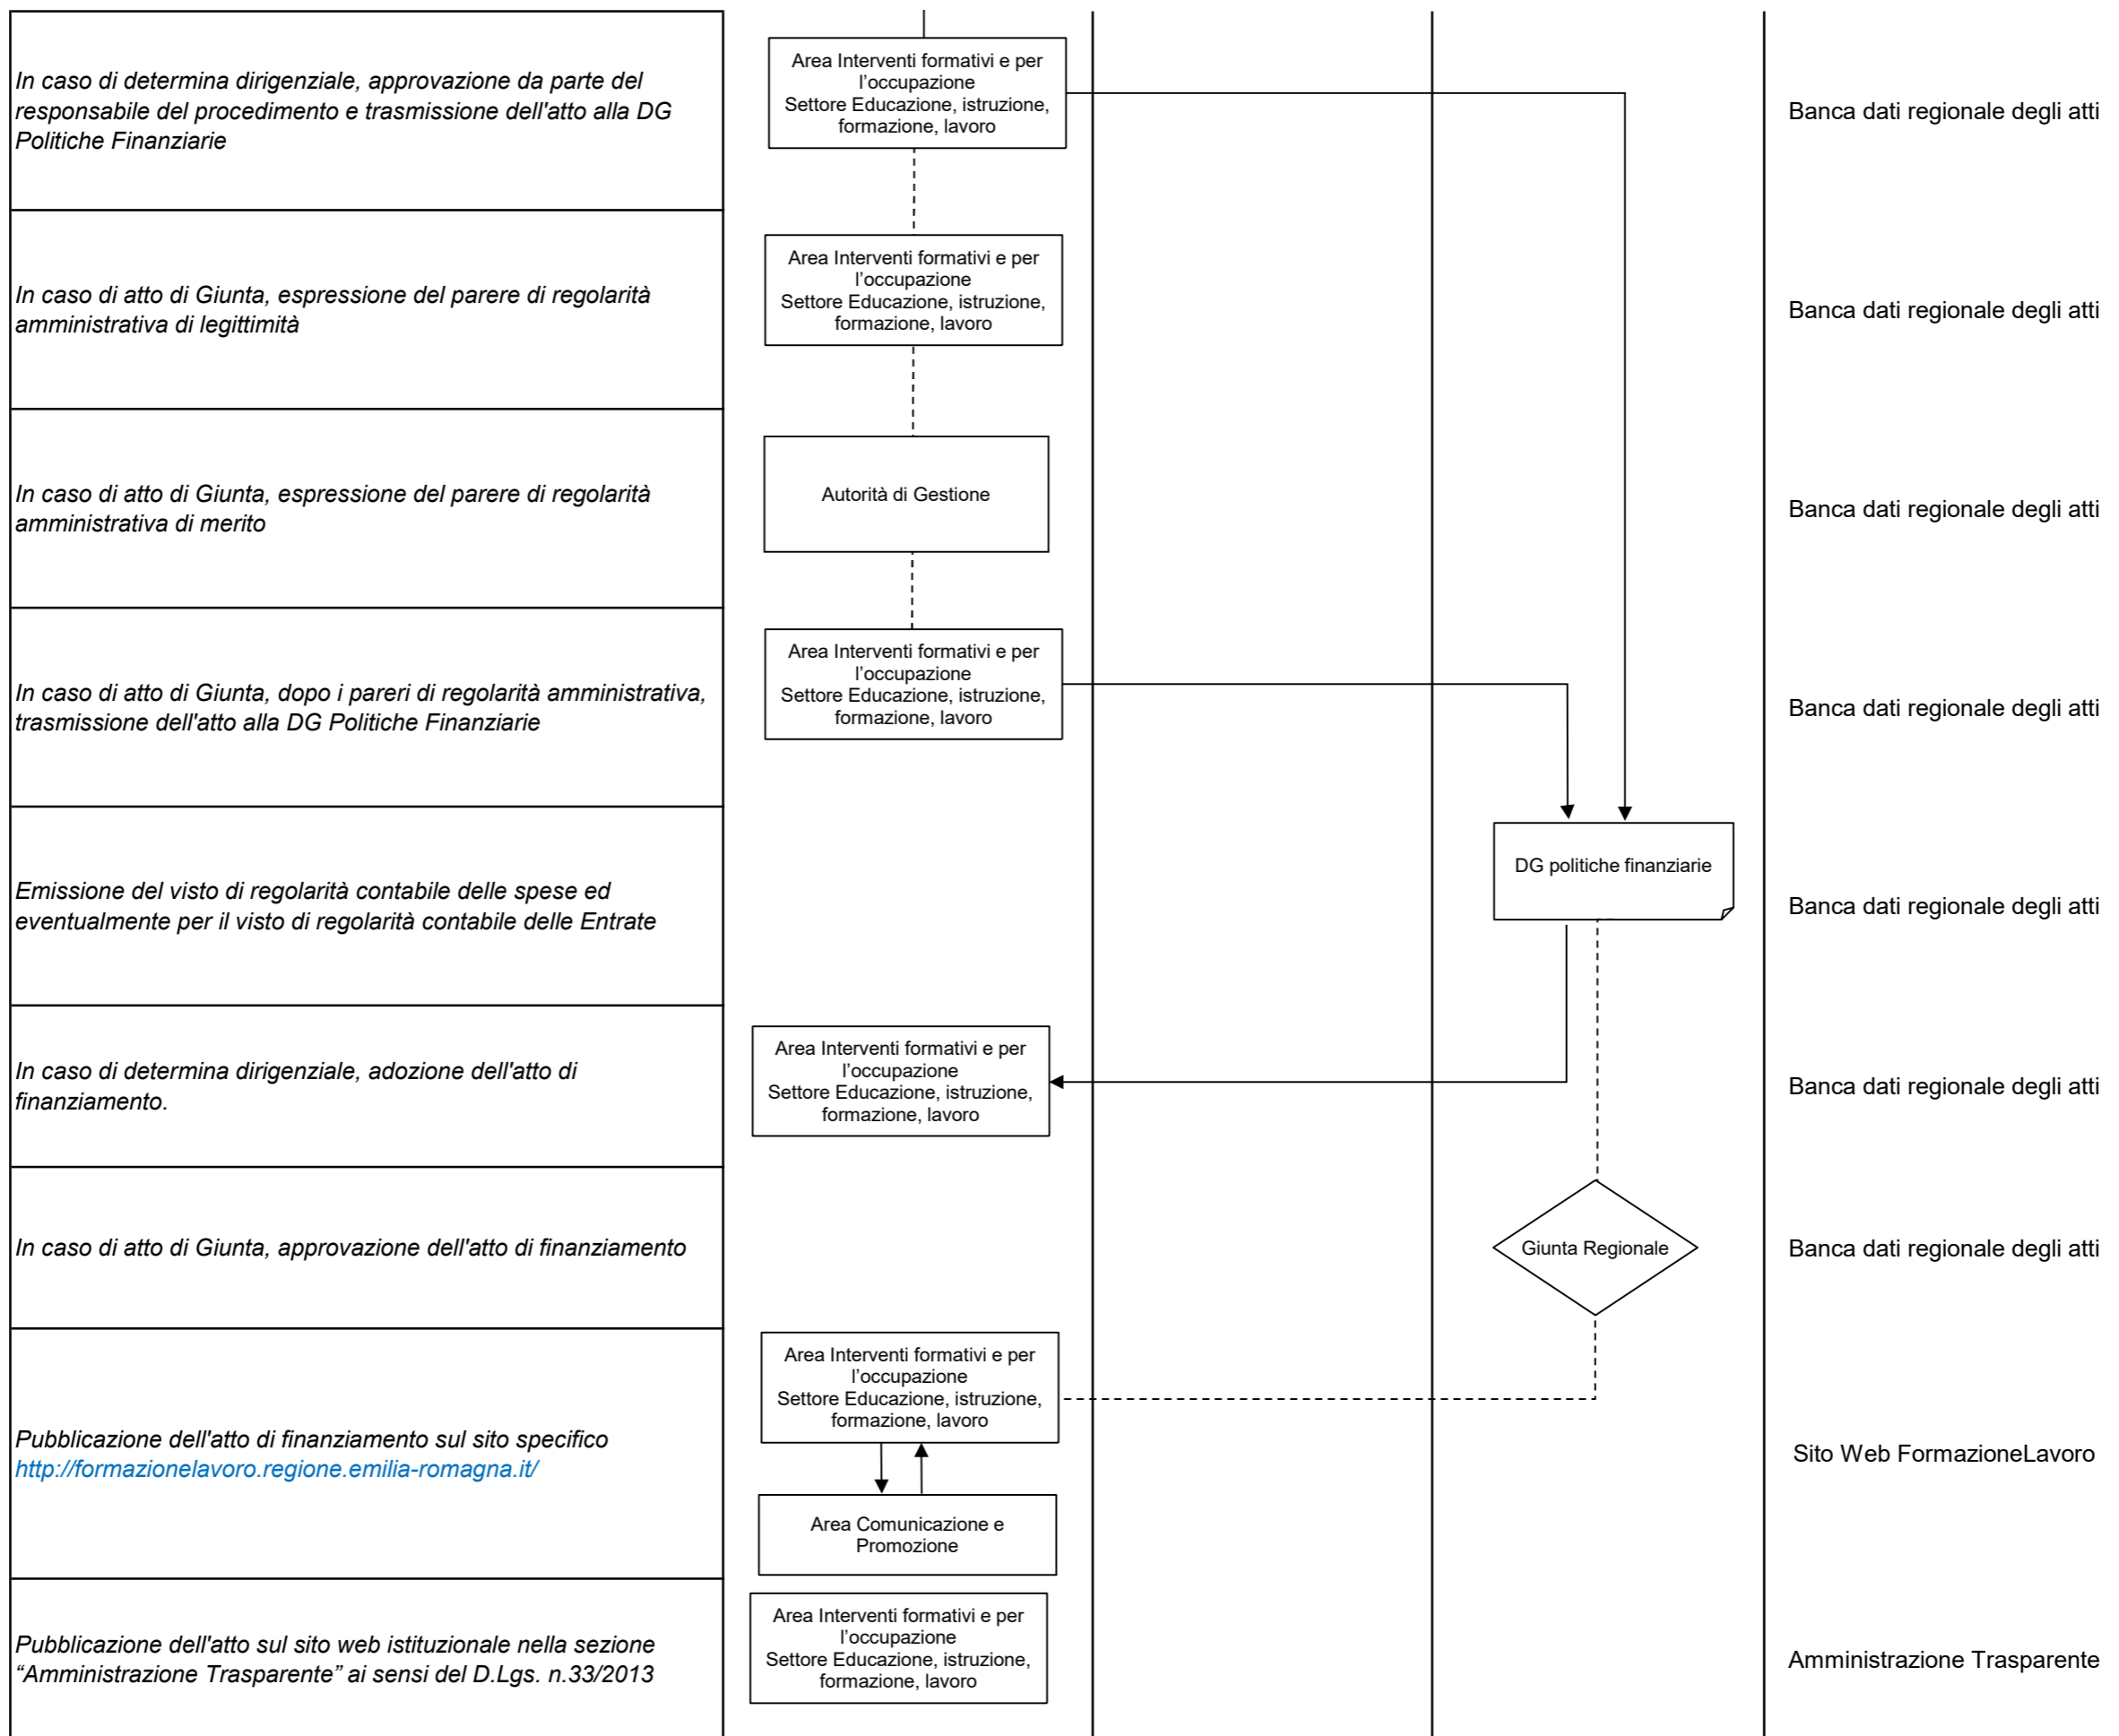 In caso di determina dirigenziale, approvazione da parte del
responsabile del procedimento e trasmissione dell'atto alla DG
Politiche Finanziarie
Area Interventi formativi e per
l’occupazione
Settore Educazione, istruzione,
formazione, lavoro
Banca dati regionale degli atti
In caso di atto di Giunta, espressione del parere di regolarità
amministrativa di legittimità
Area Interventi formativi e per
l’occupazione
Settore Educazione, istruzione,
formazione, lavoro
Banca dati regionale degli atti
In caso di atto di Giunta, espressione del parere di regolarità
amministrativa di merito
Autorità di Gestione
Banca dati regionale degli atti
In caso di atto di Giunta, dopo i pareri di regolarità amministrativa,
trasmissione dell'atto alla DG Politiche Finanziarie
Area Interventi formativi e per
l’occupazione
Settore Educazione, istruzione,
formazione, lavoro
Banca dati regionale degli atti
Emissione del visto di regolarità contabile delle spese ed
eventualmente per il visto di regolarità contabile delle Entrate
DG politiche finanziarie
Banca dati regionale degli atti
In caso di determina dirigenziale, adozione dell'atto di
finanziamento.
Area Interventi formativi e per
l’occupazione
Settore Educazione, istruzione,
formazione, lavoro
Banca dati regionale degli atti
In caso di atto di Giunta, approvazione dell'atto di finanziamento
Giunta Regionale
Banca dati regionale degli atti
Pubblicazione dell'atto di finanziamento sul sito specifico
http://formazionelavoro.regione.emilia-romagna.it/
Area Interventi formativi e per
l’occupazione
Settore Educazione, istruzione,
formazione, lavoro
Area Comunicazione e
Promozione
Sito Web FormazioneLavoro
Pubblicazione dell'atto sul sito web istituzionale nella sezione
“Amministrazione Trasparente” ai sensi del D.Lgs. n.33/2013
Area Interventi formativi e per
l’occupazione
Settore Educazione, istruzione,
formazione, lavoro
Amministrazione Trasparente